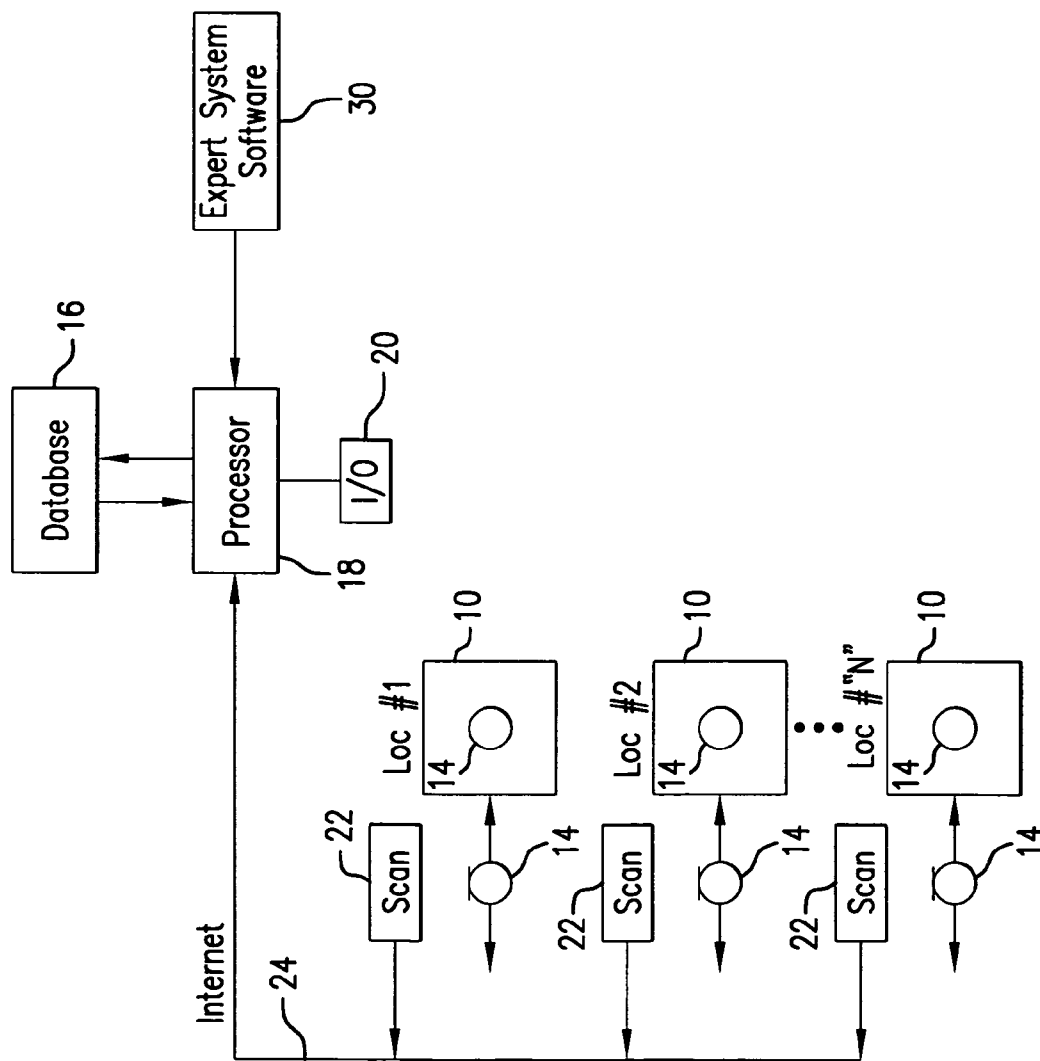 Expert System
Software
30
Database
16
Processor
18
I/O
20
Internet
24
Scan
22
Loc #1
10
14
14
Scan
22
Loc #2
10
14
14
Scan
22
Loc #"N"
10
14
14